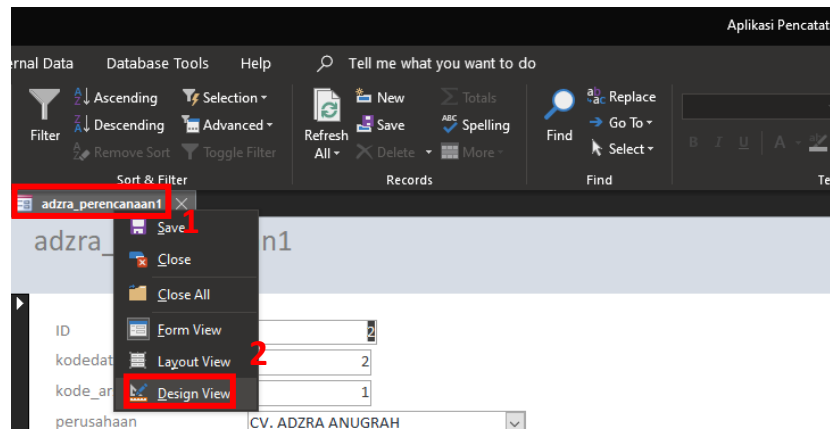 Aplikasi Pencatat
rnal Data Database Tools Help Tell me what you want to do
Filter
Ascending
Descending
Remove Sort
Selection
Advanced
Toggle Filter
Sort & Filter
Refresh All
New
Save
Delete
Totals
Spelling
More
Records
Find
Replace
Go To
Select
Find
B I U A
Te
adzra_perencanaan1
1
adzra_ n1
Save
Close
Close All
Form View
Layout View
Design View
2
ID 2
kodedat 2
kode_ar 1
perusahaan CV. ADZRA ANUGRAH